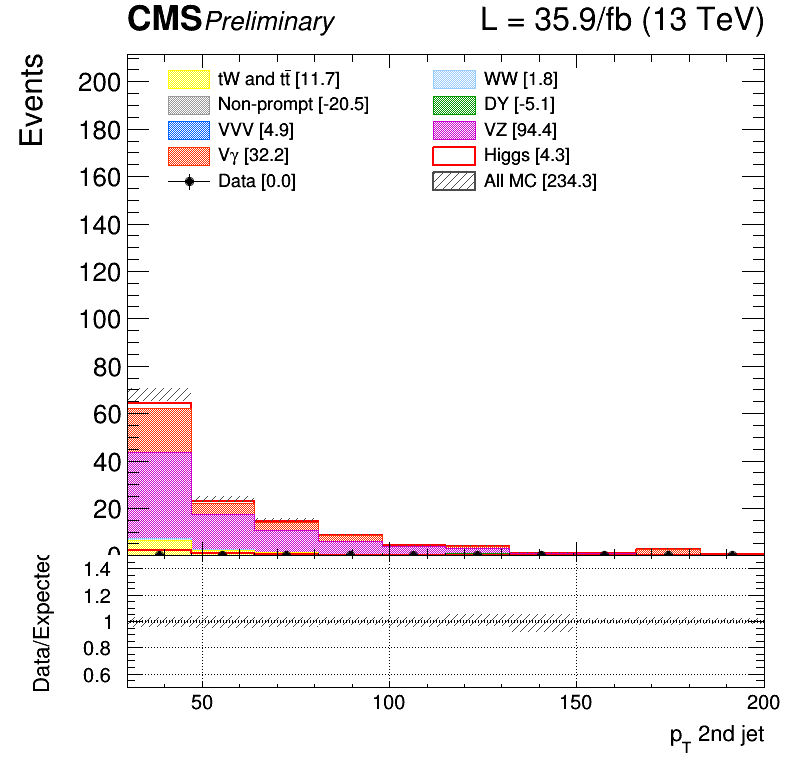 CMS Preliminary L = 35.9/fb (13 TeV)
Events
tW and tt̄ [11.7] WW [1.8]
Non-prompt [-20.5] DY [-5.1]
VVV [4.9] VZ [94.4]
Vγ [32.2] Higgs [4.3]
Data [0.0] All MC [234.3]
200
180
160
140
120
100
80
60
40
20
0
Data/Expected
1.4
1.2
1
0.8
0.6
50 100 150 200
pT 2nd jet